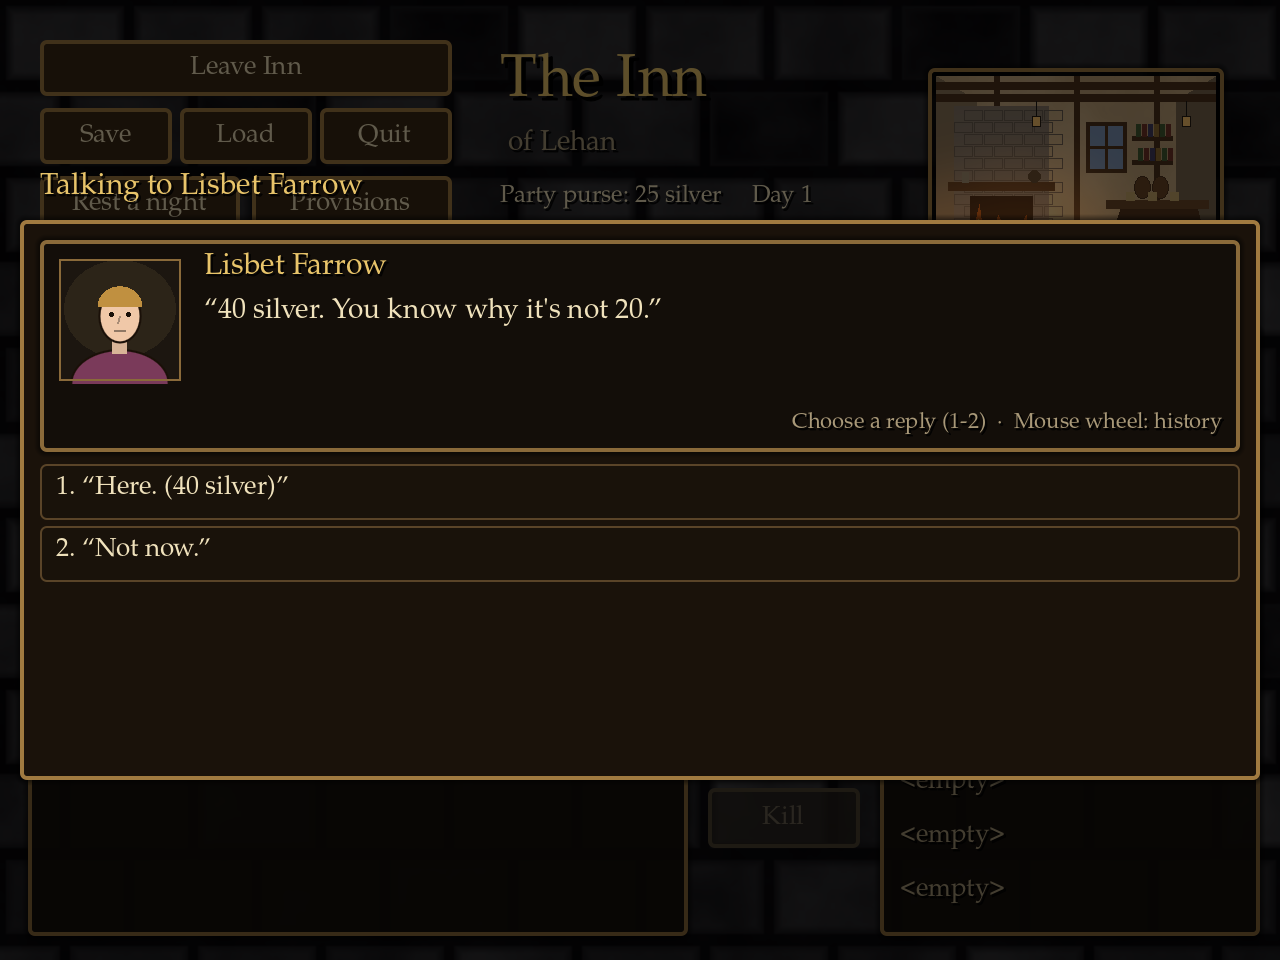 Leave Inn
The Inn
Save
Load
Quit
of Lehan
Talking to Lisbet Farrow
Rest a night
Provisions
Party purse: 25 silver
Day 1
Lisbet Farrow
“40 silver. You know why it's not 20.”
Choose a reply (1-2) · Mouse wheel: history
1. “Here. (40 silver)”
2. “Not now.”
<empty>
Kill
<empty>
<empty>